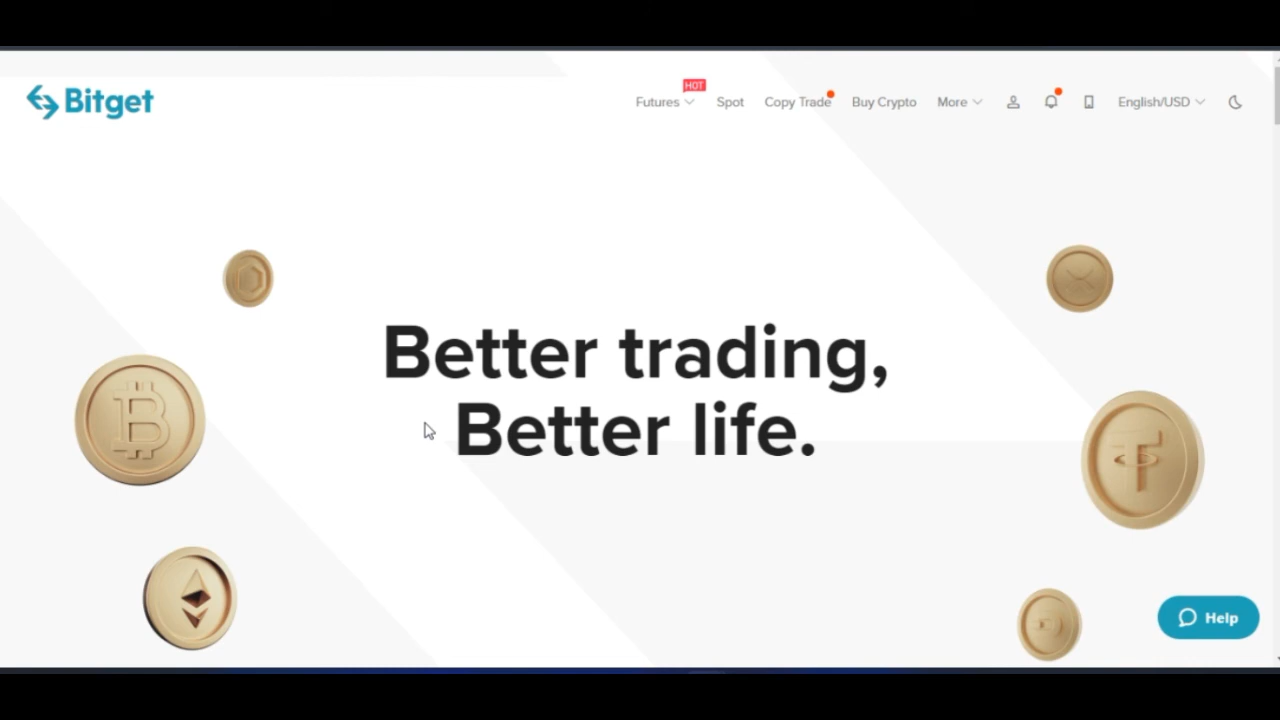 Bitget
Futures
HOT
Spot
Copy Trade
Buy Crypto
More
English/USD
Better trading,
Better life.
Help